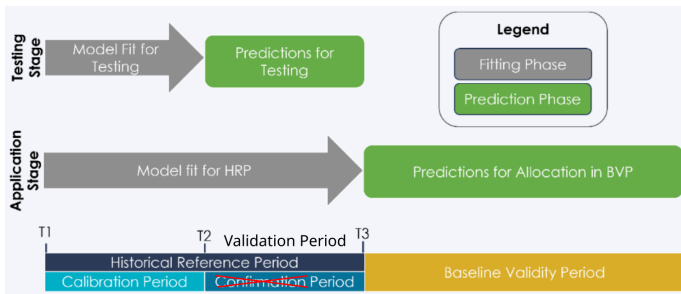 Testing
Stage
Model Fit for
Testing
Predictions for
Testing
Legend
Fitting Phase
Prediction Phase
Application
Stage
Model fit for HRP
Predictions for Allocation in BVP
T1
T2
Validation Period
T3
Historical Reference Period
Calibration Period
Confirmation Period
Baseline Validity Period